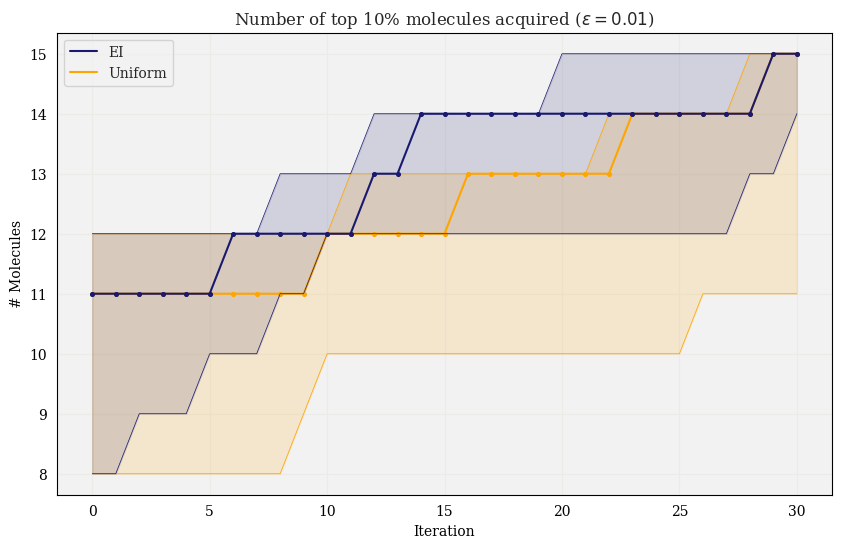 Number of top 10% molecules acquired (ε = 0.01)
EI
Uniform
# Molecules
15
14
13
12
11
10
9
8
0 5 10 15 20 25 30
Iteration